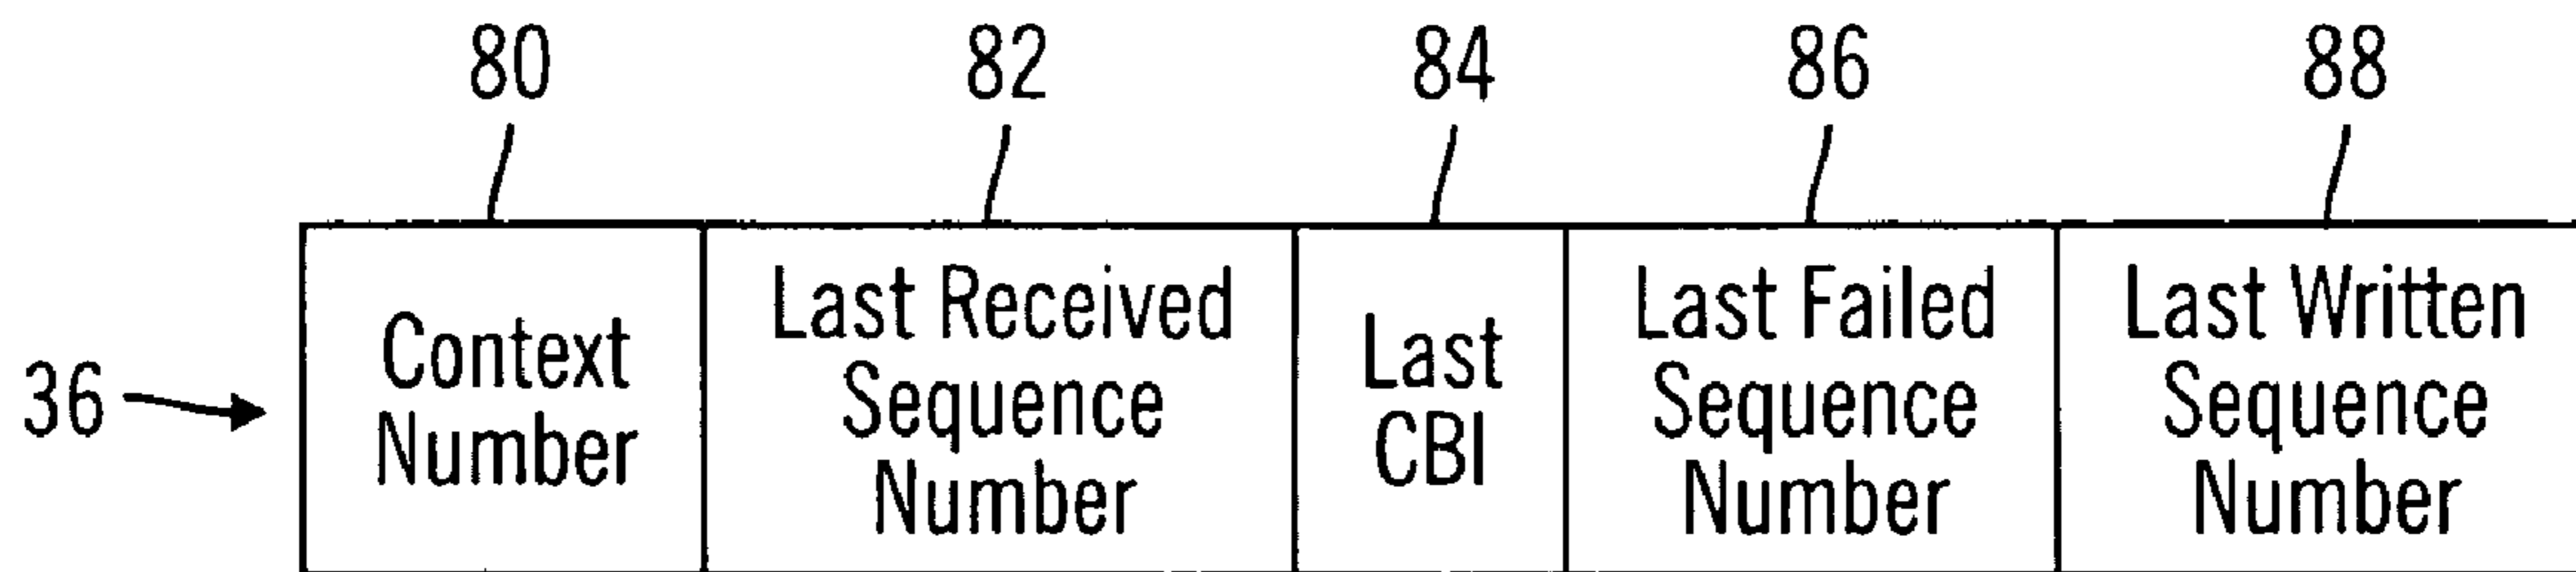 80 82 84 86 88
36
Context
Number
Last Received
Sequence
Number
Last
CBI
Last Failed
Sequence
Number
Last Written
Sequence
Number